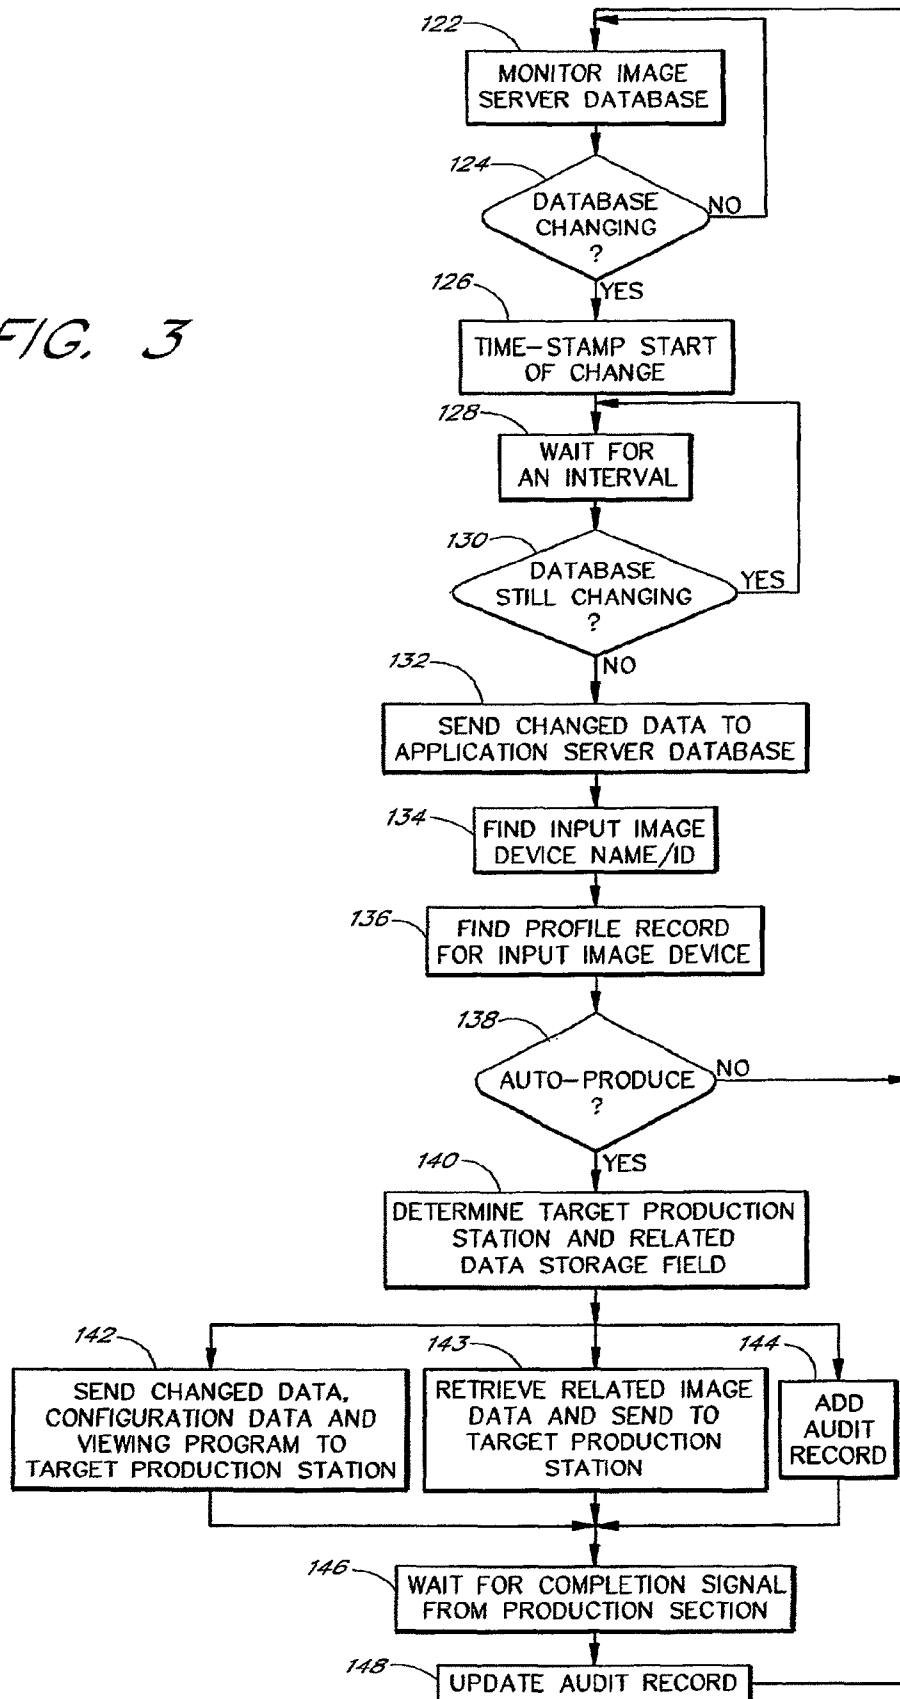 122
MONITOR IMAGE
SERVER DATABASE
124
DATABASE
CHANGING
?
NO
YES
FIG. 3
126
TIME-STAMP START
OF CHANGE
128
WAIT FOR
AN INTERVAL
130
DATABASE
STILL CHANGING
?
YES
NO
132
SEND CHANGED DATA TO
APPLICATION SERVER DATABASE
134
FIND INPUT IMAGE
DEVICE NAME/ID
136
FIND PROFILE RECORD
FOR INPUT IMAGE DEVICE
138
AUTO-PRODUCE
?
NO
YES
140
DETERMINE TARGET PRODUCTION
STATION AND RELATED
DATA STORAGE FIELD
142
SEND CHANGED DATA,
CONFIGURATION DATA AND
VIEWING PROGRAM TO
TARGET PRODUCTION STATION
143
RETRIEVE RELATED IMAGE
DATA AND SEND TO
TARGET PRODUCTION
STATION
144
ADD
AUDIT
RECORD
146
WAIT FOR COMPLETION SIGNAL
FROM PRODUCTION SECTION
148
UPDATE AUDIT RECORD